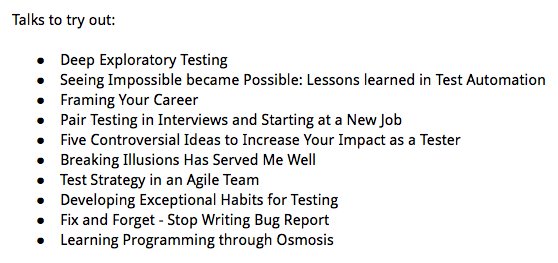 Talks to try out:
● Deep Exploratory Testing
● Seeing Impossible became Possible: Lessons learned in Test Automation
● Framing Your Career
● Pair Testing in Interviews and Starting at a New Job
● Five Controversial Ideas to Increase Your Impact as a Tester
● Breaking Illusions Has Served Me Well
● Test Strategy in an Agile Team
● Developing Exceptional Habits for Testing
● Fix and Forget - Stop Writing Bug Report
● Learning Programming through Osmosis